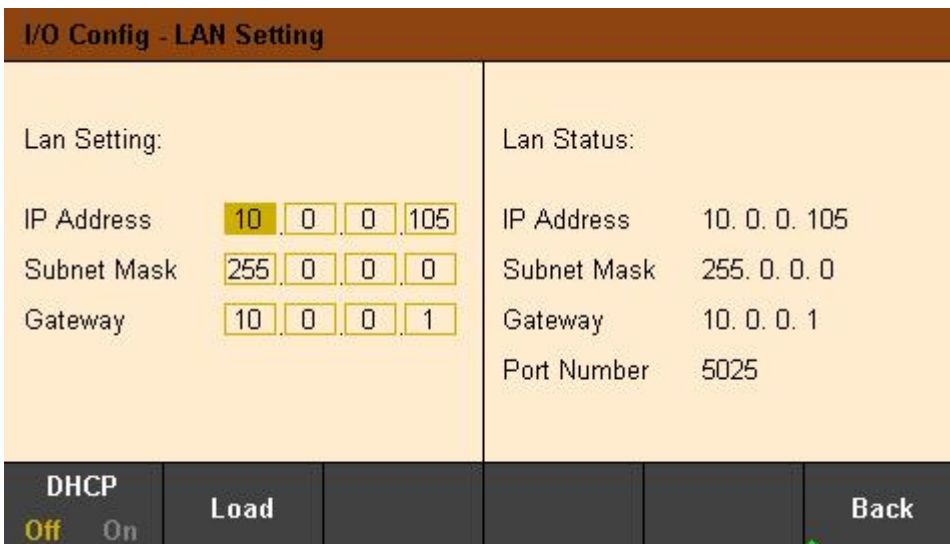 I/O Config - LAN Setting
Lan Setting:
IP Address 10 . 0 . 0 . 105
Subnet Mask 255 . 0 . 0 . 0
Gateway 10 . 0 . 0 . 1
Lan Status:
IP Address 10. 0. 0. 105
Subnet Mask 255. 0. 0. 0
Gateway 10. 0. 0. 1
Port Number 5025
DHCP
Off On
Load
Back